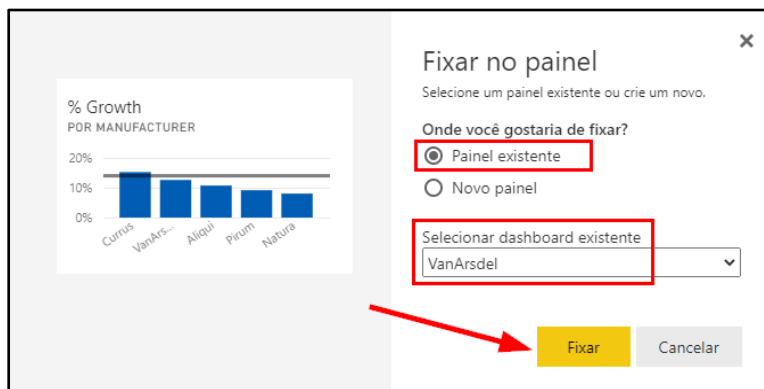 % Growth
POR MANUFACTURER
20%
10%
0%
Currus
VanArs...
Aliqui
Pirum
Natura
Fixar no painel
Selecione um painel existente ou crie um novo.
Onde você gostaria de fixar?
Painel existente
Novo painel
Selecionar dashboard existente
VanArsdel
Fixar
Cancelar